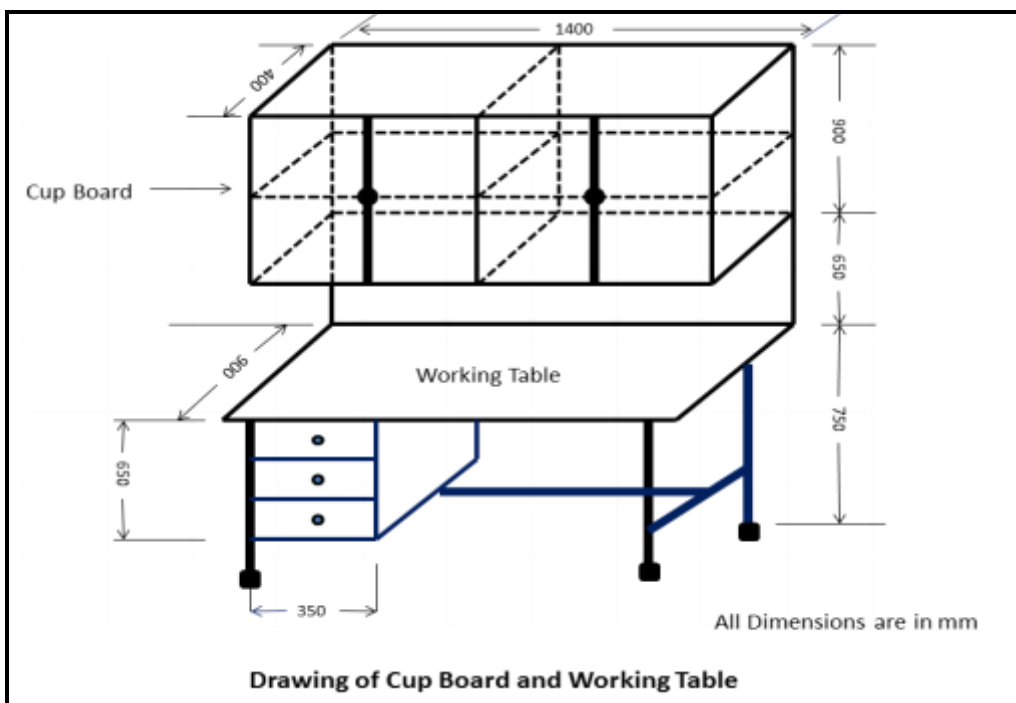 1400
400
900
Cup Board
650
900
Working Table
750
650
350
All Dimensions are in mm
Drawing of Cup Board and Working Table